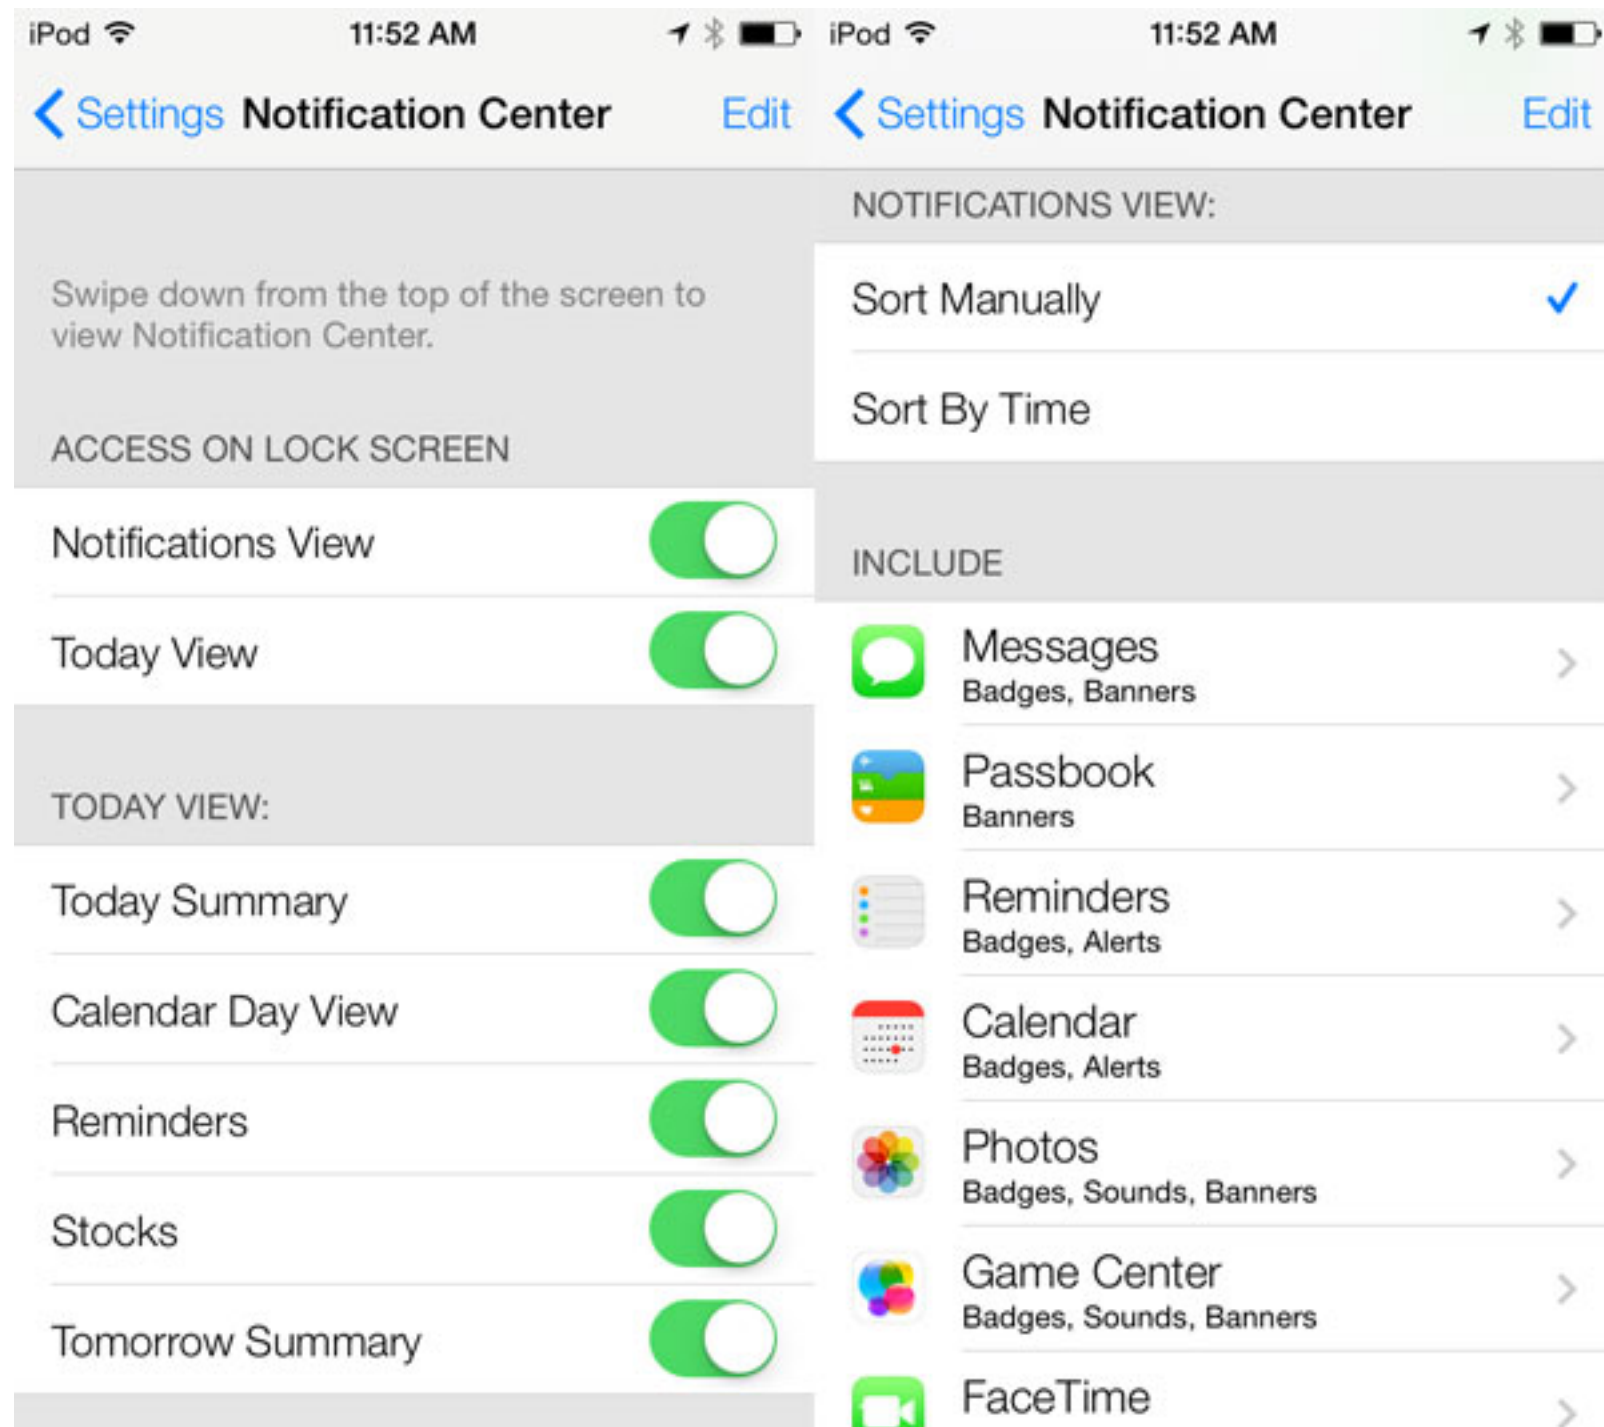 iPod 11:52 AM
Settings Notification Center Edit
Swipe down from the top of the screen to
view Notification Center.
ACCESS ON LOCK SCREEN
Notifications View
Today View
TODAY VIEW:
Today Summary
Calendar Day View
Reminders
Stocks
Tomorrow Summary
iPod 11:52 AM
Settings Notification Center Edit
NOTIFICATIONS VIEW:
Sort Manually
Sort By Time
INCLUDE
Messages
Badges, Banners
Passbook
Banners
Reminders
Badges, Alerts
Calendar
Badges, Alerts
Photos
Badges, Sounds, Banners
Game Center
Badges, Sounds, Banners
FaceTime